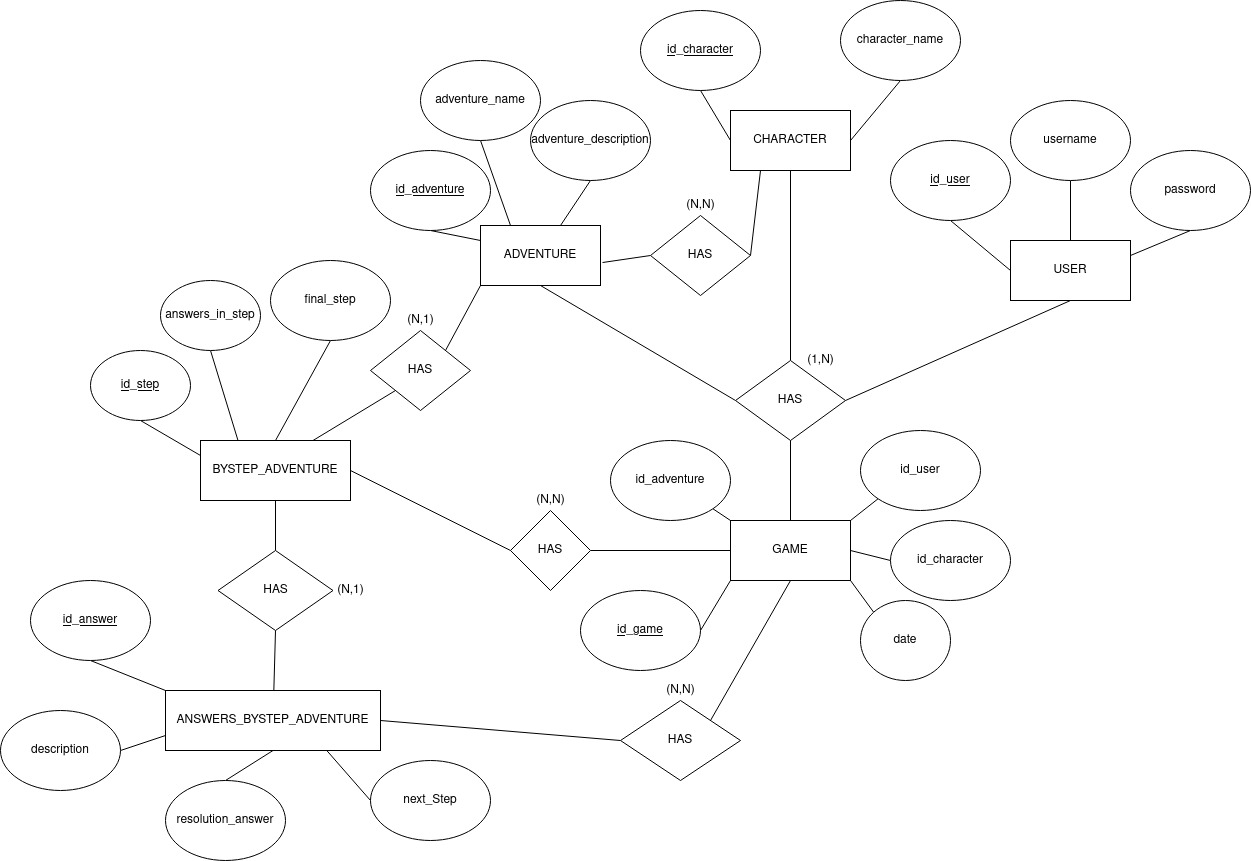 character_name
id_character
adventure_name
adventure_description
CHARACTER
username
id_adventure
id_user
password
(N,N)
ADVENTURE
HAS
USER
final_step
answers_in_step
(N,1)
(1,N)
HAS
id_step
HAS
BYSTEP_ADVENTURE
id_adventure
id_user
(N,N)
HAS
GAME
id_character
HAS
(N,1)
id_answer
id_game
date
(N,N)
ANSWERS_BYSTEP_ADVENTURE
HAS
description
next_Step
resolution_answer